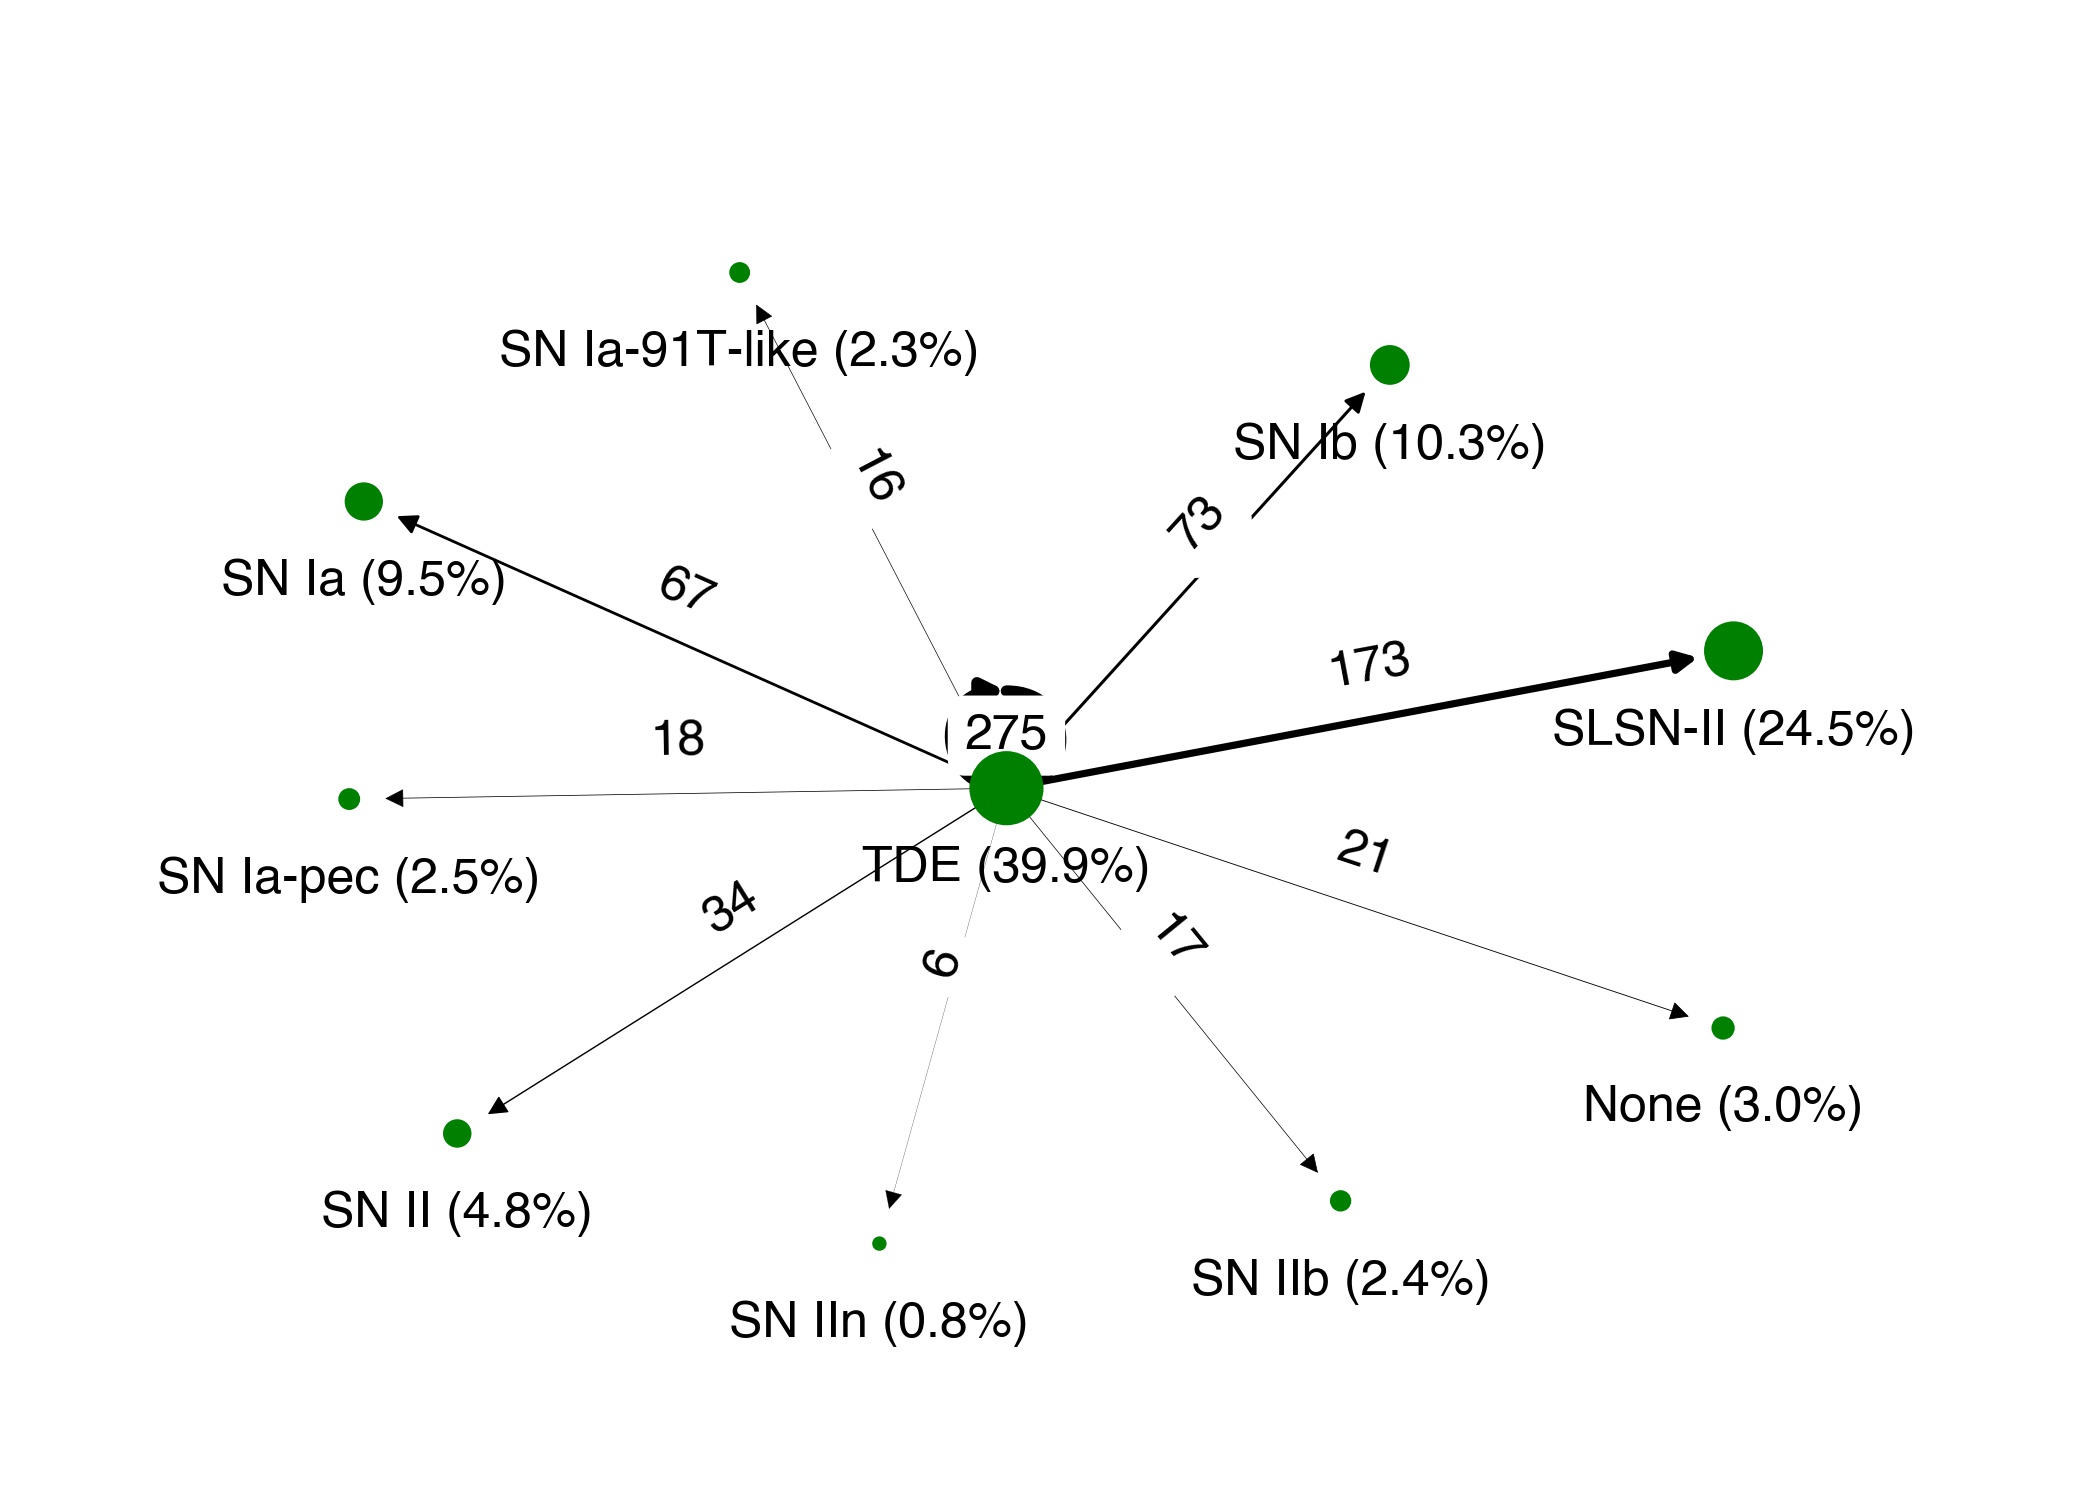 SN Ia-91T-like (2.3%)
SN Ib (10.3%)
16
73
SN Ia (9.5%)
67
173
275
SLSN-II (24.5%)
18
TDE (39.9%)
21
SN Ia-pec (2.5%)
34
17
6
None (3.0%)
SN II (4.8%)
SN IIb (2.4%)
SN IIn (0.8%)